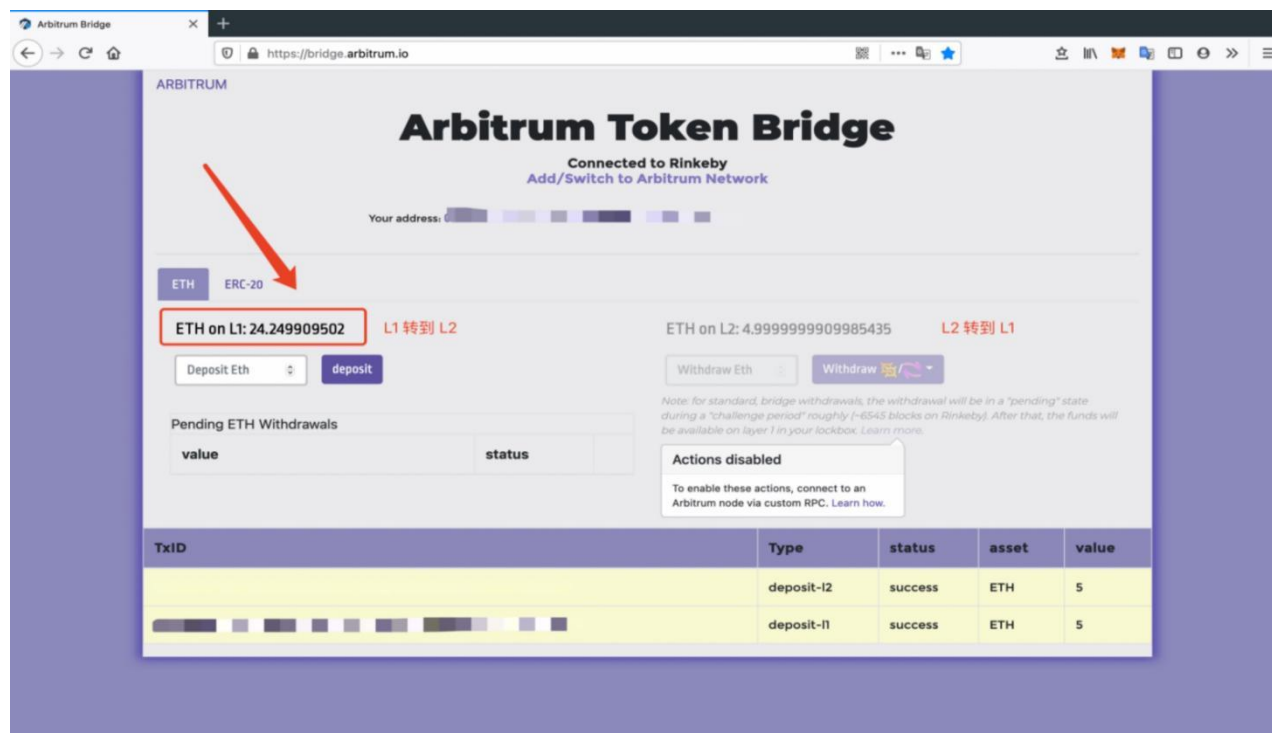 Arbitrum Bridge
https://bridge.arbitrum.io
ARBITRUM
Arbitrum Token Bridge
Connected to Rinkeby
Add/Switch to Arbitrum Network
Your address:
ETH ERC-20
ETH on L1: 24.249909502 L1 转到 L2
ETH on L2: 4.9999999909985435 L2 转到 L1
Deposit Eth deposit
Withdraw Eth Withdraw
Note: for standard, bridge withdrawals, the withdrawal will be in a "pending" state
during a "challenge period" roughly (~6545 blocks on Rinkeby). After that, the funds will
be available on layer 1 in your lockbox. Learn more.
Pending ETH Withdrawals
value status
Actions disabled
To enable these actions, connect to an
Arbitrum node via custom RPC. Learn how.
TxID Type status asset value
deposit-l2 success ETH 5
deposit-l1 success ETH 5